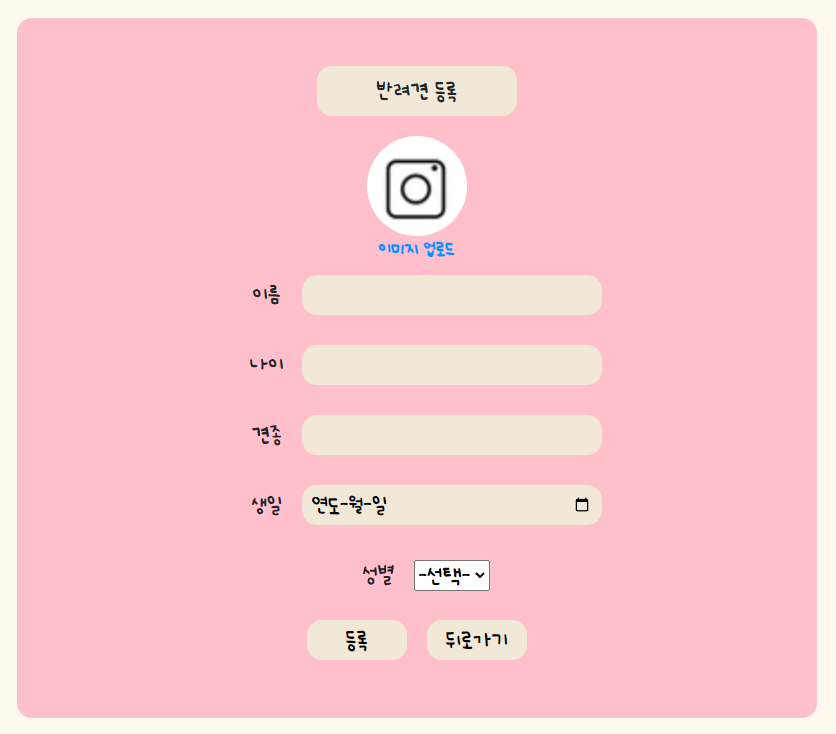 반려견 등록
이미지 업로드
이름
나이
견종
생일 연도-월-일
성별 -선택-
등록 뒤로가기